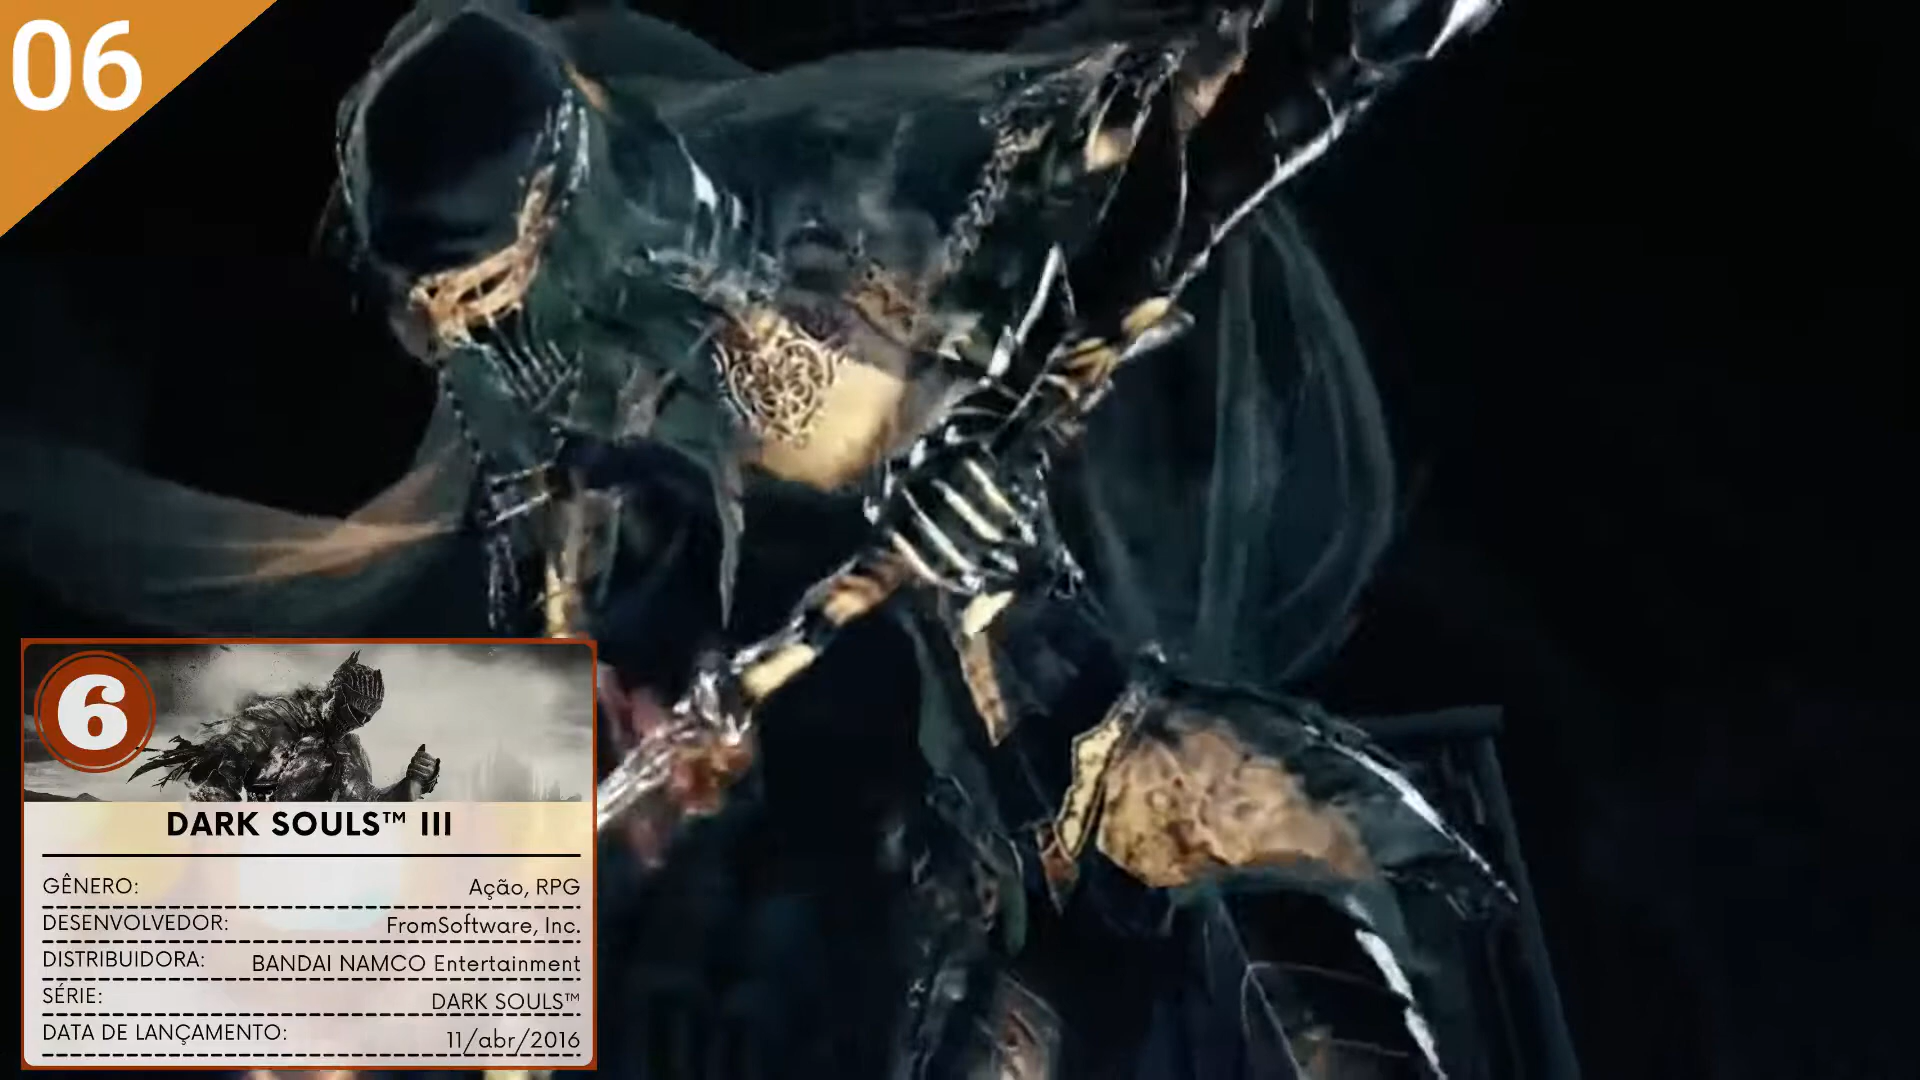 06
6
DARK SOULS™ III
GÊNERO: Ação, RPG
DESENVOLVEDOR: FromSoftware, Inc.
DISTRIBUIDORA: BANDAI NAMCO Entertainment
SÉRIE: DARK SOULS™
DATA DE LANÇAMENTO: 11/abr/2016